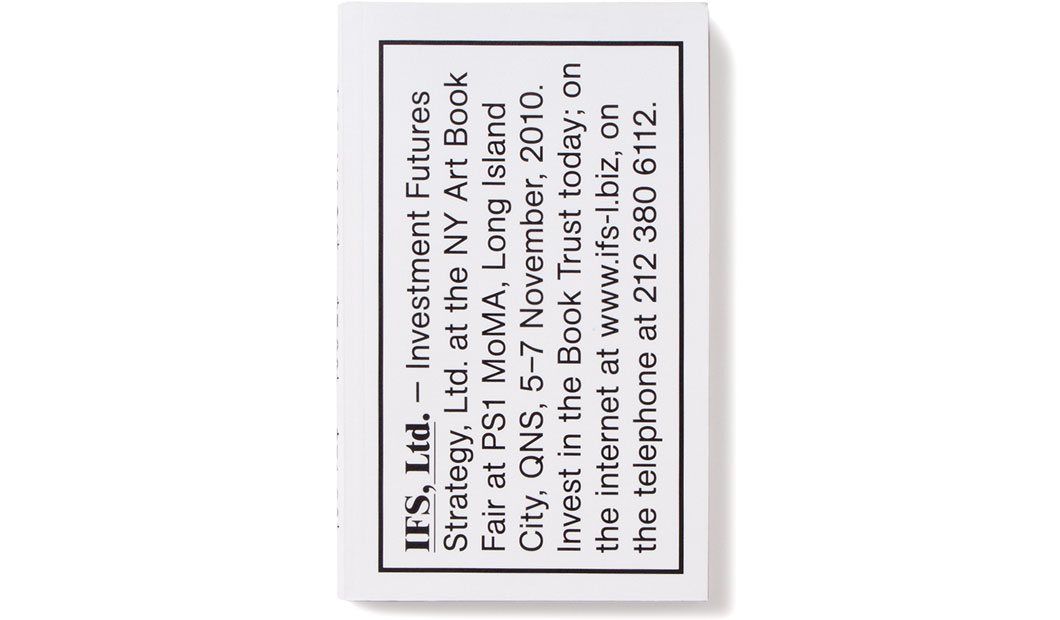 IFS, Ltd. — Investment Futures
Strategy, Ltd. at the NY Art Book
Fair at PS1 MoMA, Long Island
City, QNS, 5–7 November, 2010.
Invest in the Book Trust today; on
the internet at www.ifs-l.biz, on
the telephone at 212 380 6112.